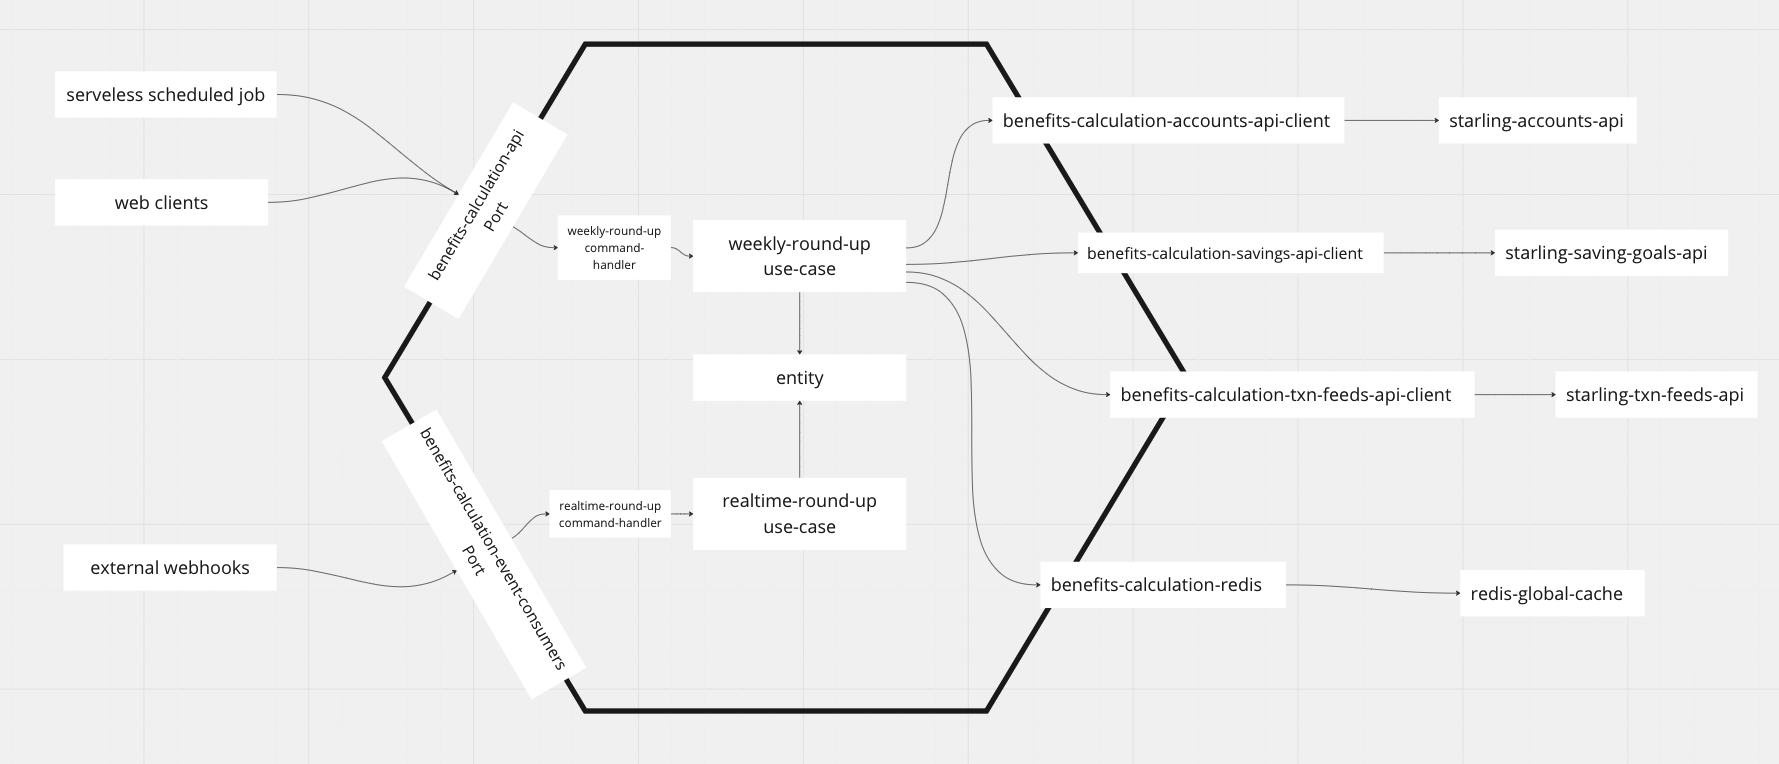 serveless scheduled job
web clients
external webhooks
benefits-calculation-api
Port
benefits-calculation-event-consumers
Port
weekly-round-up
command-
handler
weekly-round-up
use-case
entity
realtime-round-up
command-handler
realtime-round-up
use-case
benefits-calculation-accounts-api-client
starling-accounts-api
benefits-calculation-savings-api-client
starling-saving-goals-api
benefits-calculation-txn-feeds-api-client
starling-txn-feeds-api
benefits-calculation-redis
redis-global-cache